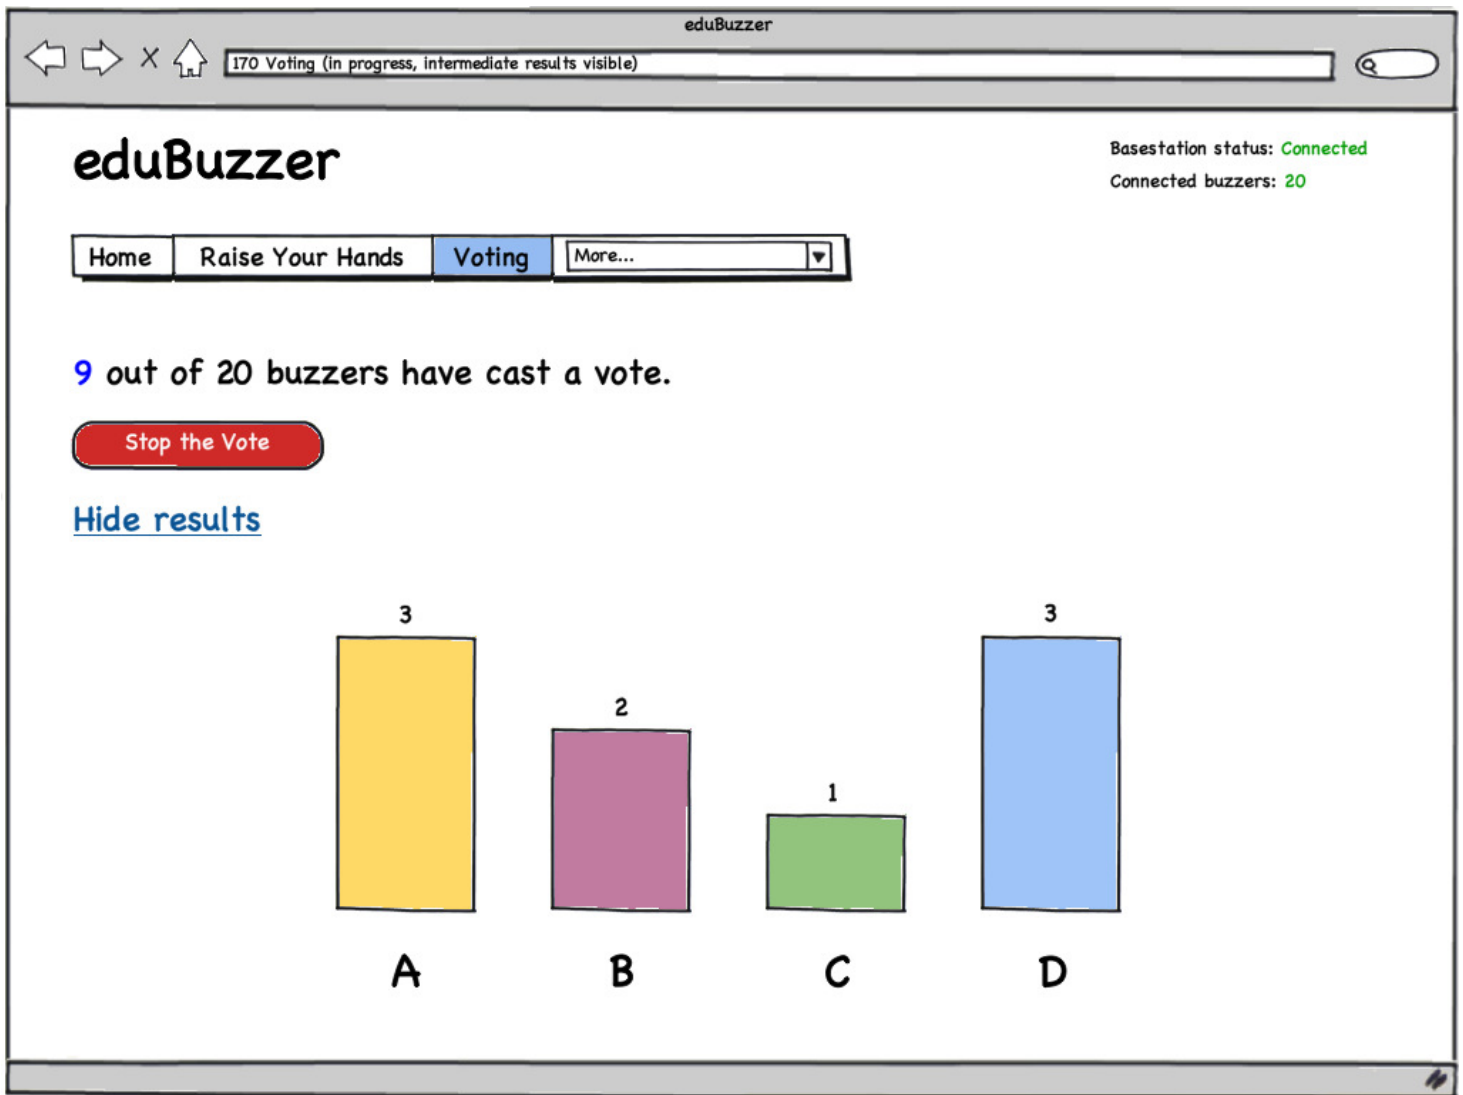 eduBuzzer
170 Voting (in progress, intermediate results visible)
eduBuzzer
Basestation status: Connected
Connected buzzers: 20
Home Raise Your Hands Voting More...
9 out of 20 buzzers have cast a vote.
Stop the Vote
Hide results
3 2 1 3
A B C D